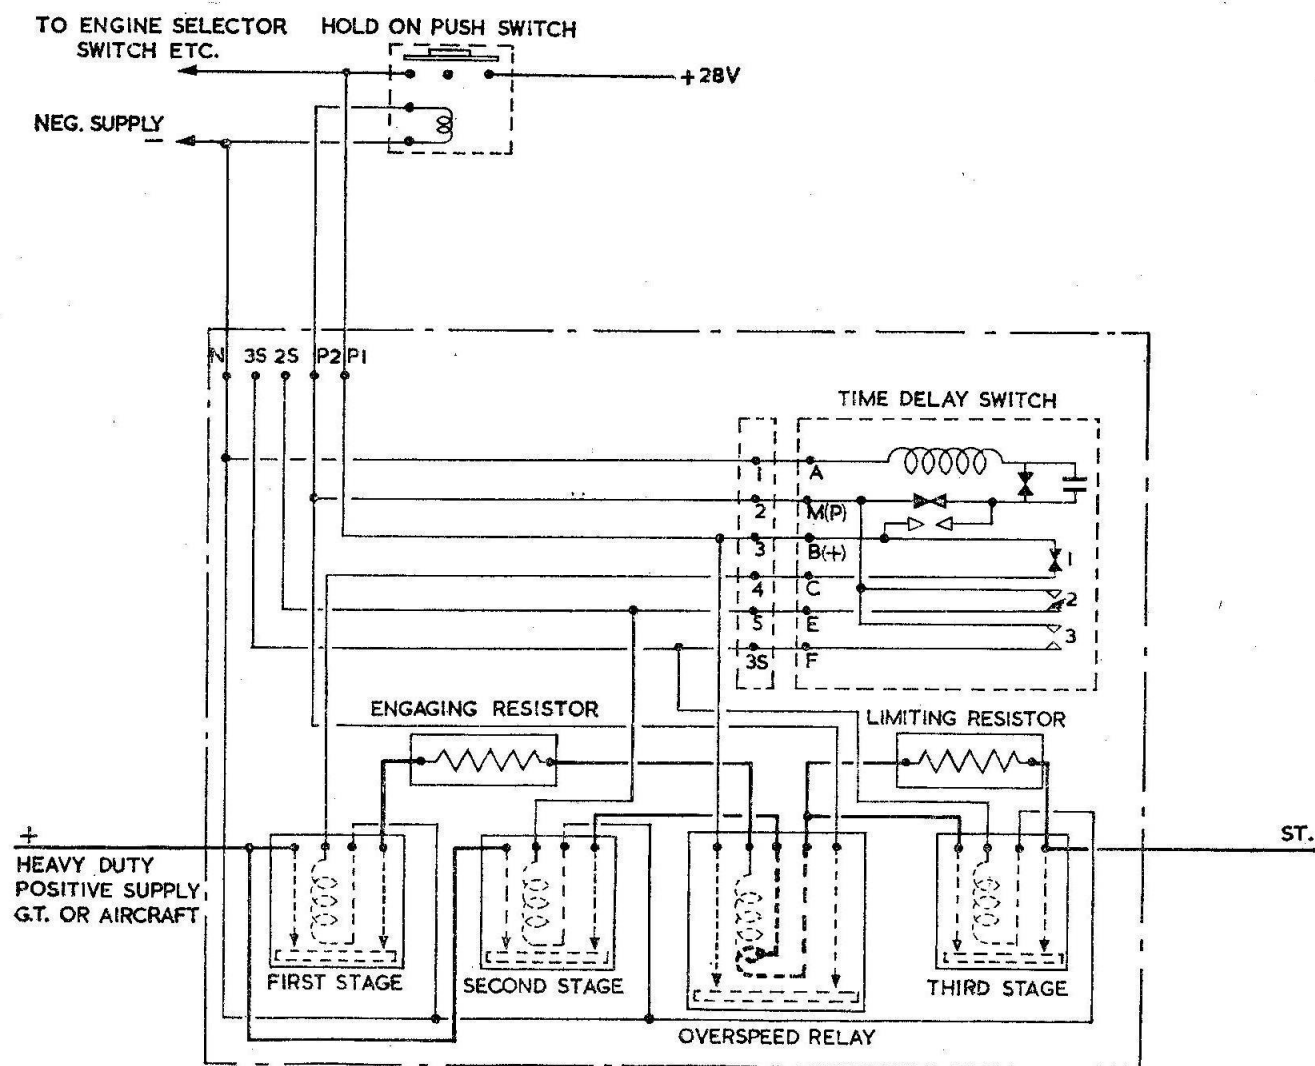 TO ENGINE SELECTOR
SWITCH ETC.
HOLD ON PUSH SWITCH
+28V
NEG. SUPPLY
−
N 3S 2S P2 P1
TIME DELAY SWITCH
1 A
2 M(P)
3 B(+)
1
4 C
2
5 E
3
3S F
ENGAGING RESISTOR
LIMITING RESISTOR
+
HEAVY DUTY
POSITIVE SUPPLY
G.T. OR AIRCRAFT
ST.
FIRST STAGE
SECOND STAGE
THIRD STAGE
OVERSPEED RELAY